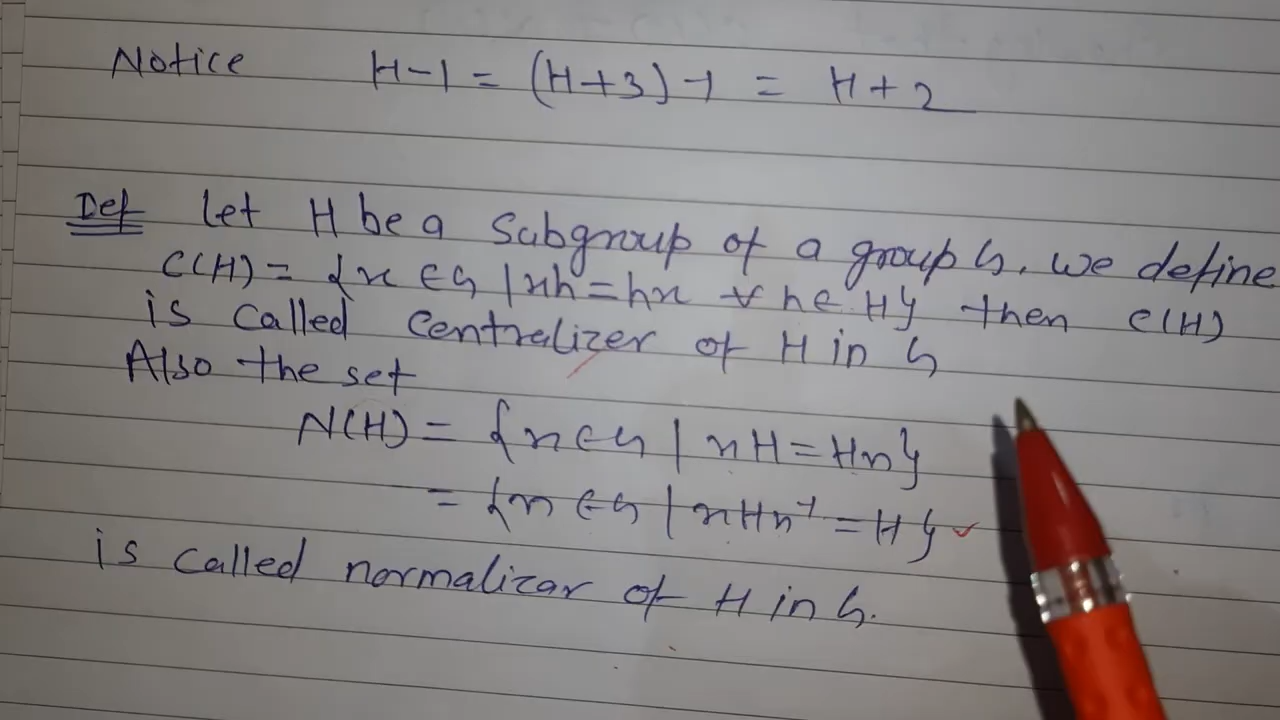 Notice H-1 = (H+3)-1 = H+2
Def Let H be a subgroup of a group G. we define
C(H) = {x ∈ G | xh = hx ∀ h ∈ H} then C(H)
is called centralizer of H in G
Also the set
N(H) = {x ∈ G | xH = Hx}
= {x ∈ G | xHx⁻¹ = H}
is called normalizar of H in G.